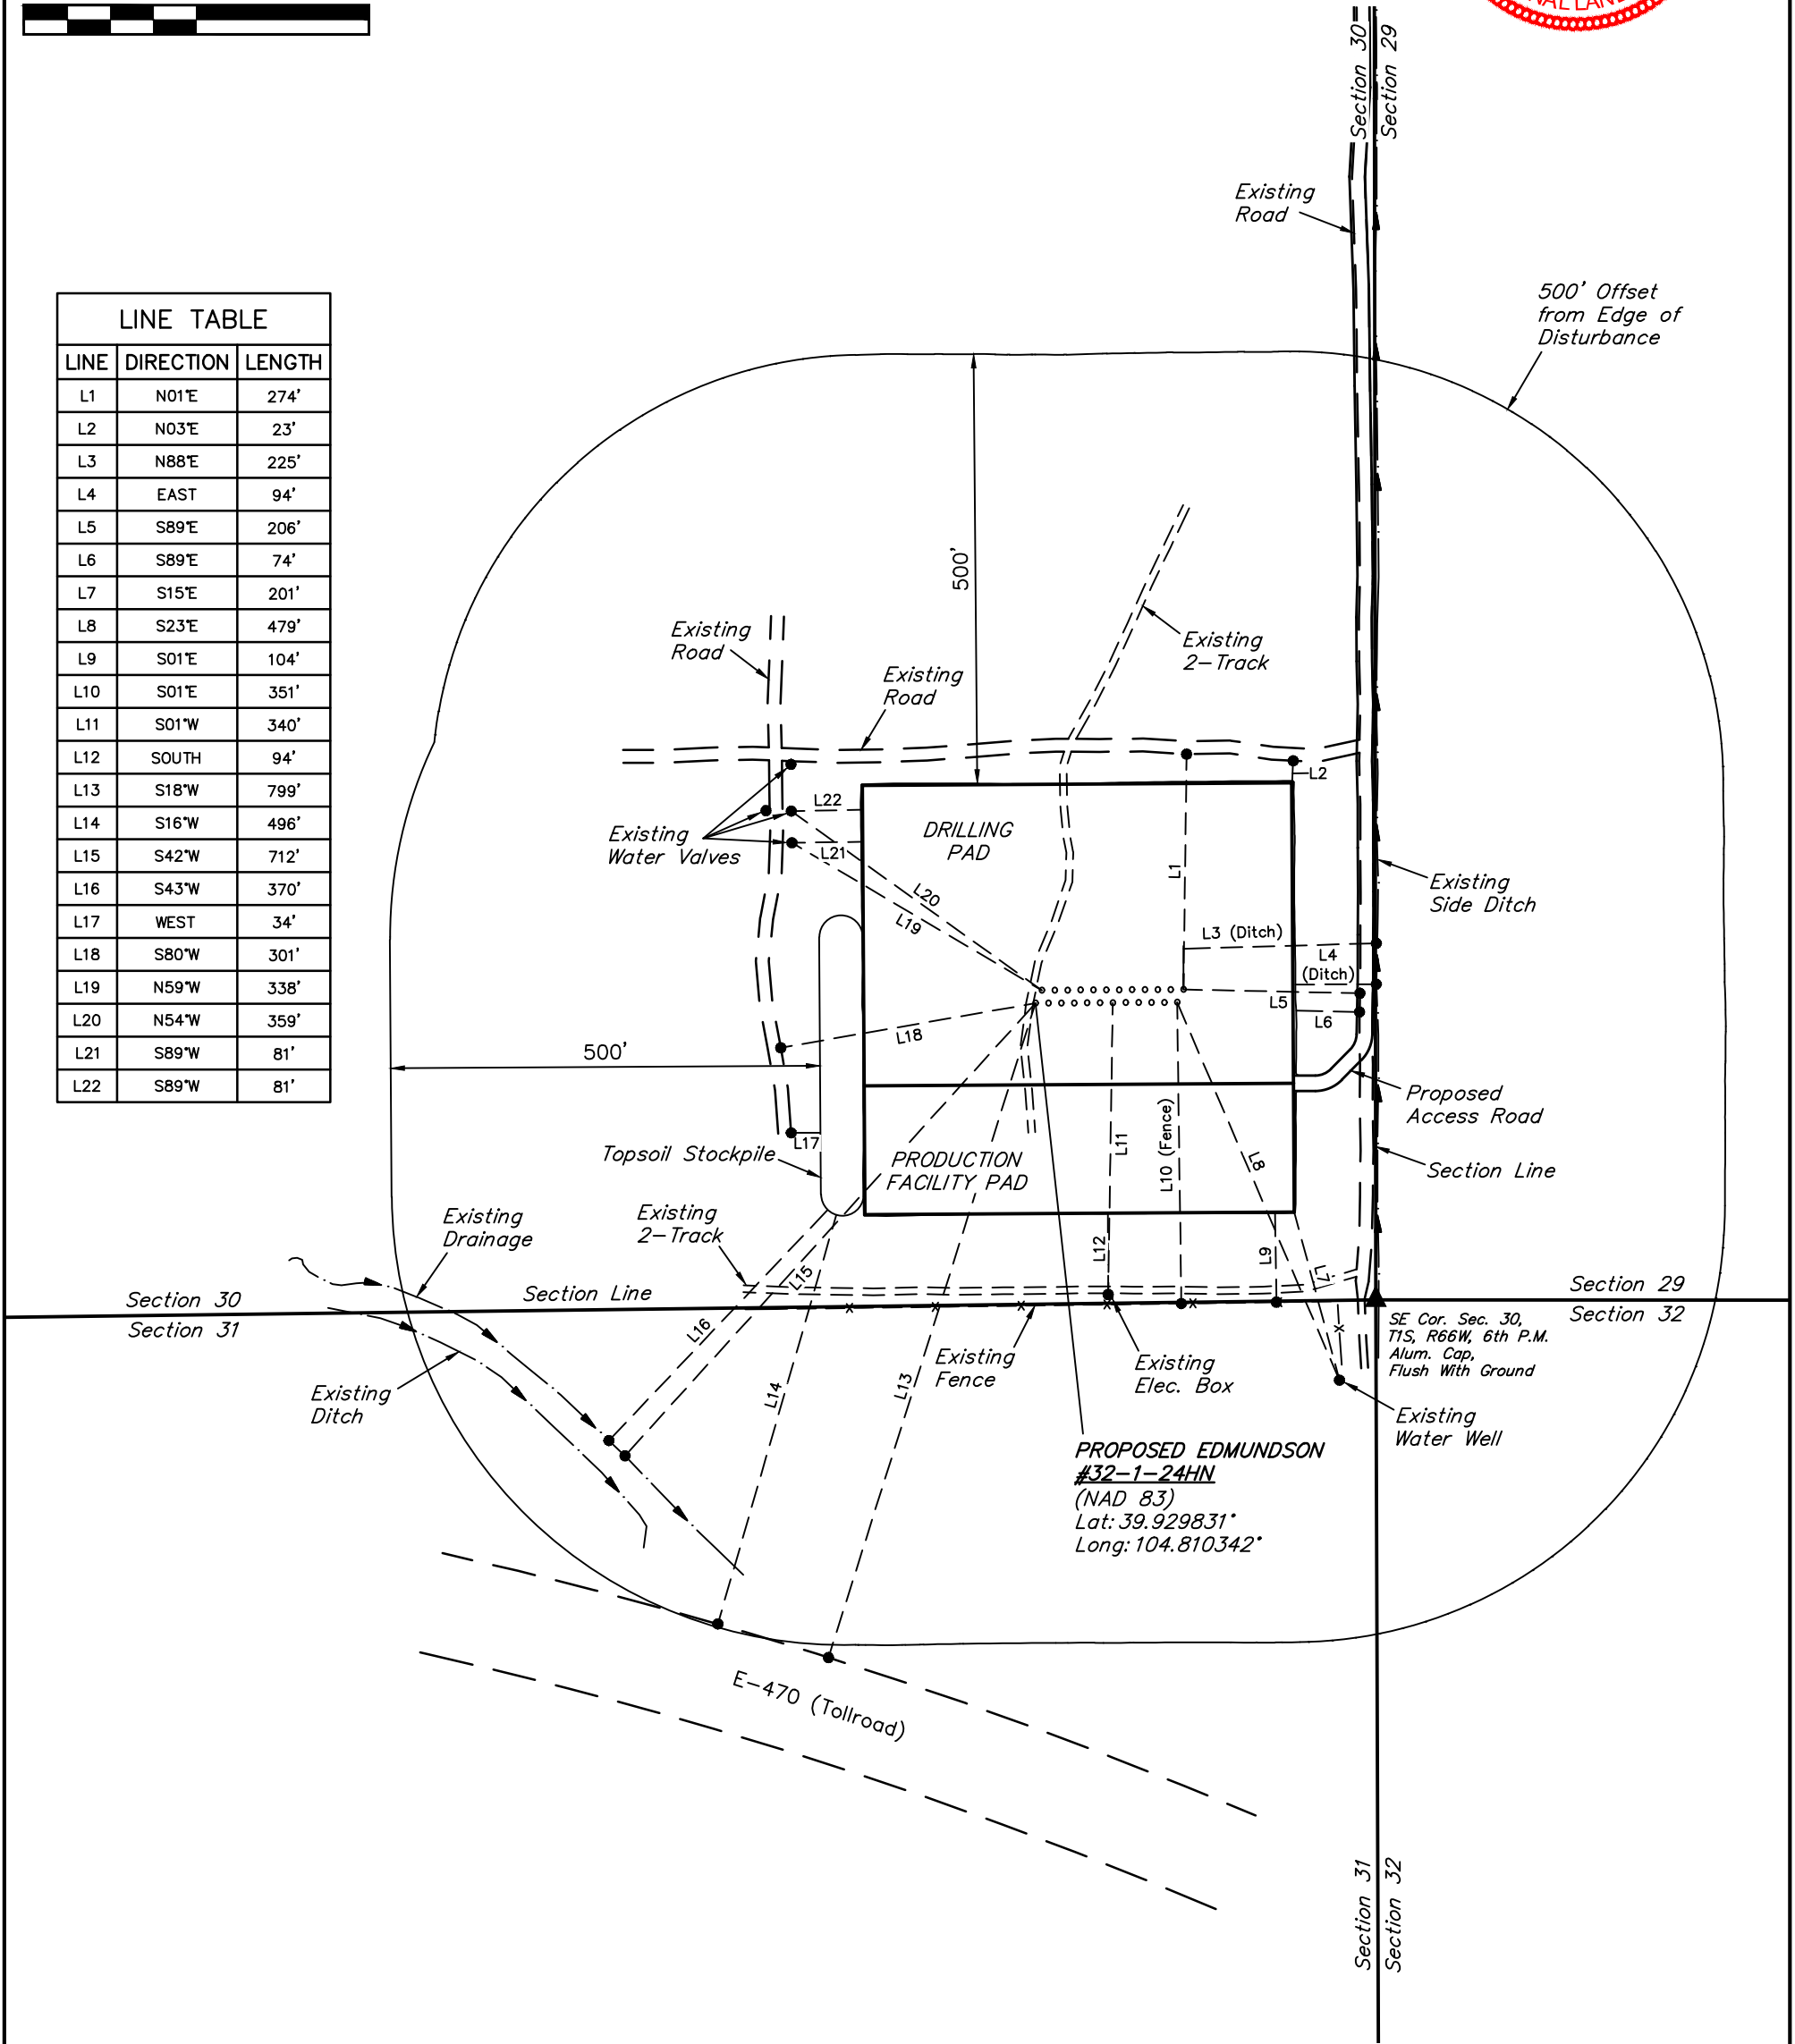 NAL LAN
Section 30
Section 29
Existing
Road
500' Offset
from Edge of
Disturbance
LINE TABLE
LINE DIRECTION LENGTH
L1 N01°E 274'
L2 N03°E 23'
L3 N88°E 225'
L4 EAST 94'
L5 S89°E 206'
L6 S89°E 74'
L7 S15°E 201'
L8 S23°E 479'
L9 S01°E 104'
L10 S01°E 351'
L11 S01°W 340'
L12 SOUTH 94'
L13 S18°W 799'
L14 S16°W 496'
L15 S42°W 712'
L16 S43°W 370'
L17 WEST 34'
L18 S80°W 301'
L19 N59°W 338'
L20 N54°W 359'
L21 S89°W 81'
L22 S89°W 81'
500'
Existing
Road
Existing
Road
Existing
2-Track
L2
L22
Existing
Water Valves
L21
DRILLING
PAD
L1
L20
L19
Existing
Side Ditch
L3 (Ditch)
L4
(Ditch)
L5
L6
L18
500'
Proposed
Access Road
L17
Topsoil Stockpile
PRODUCTION
FACILITY PAD
L11
L10 (Fence)
L8
Section Line
Existing
Drainage
Existing
2-Track
L12
L9
L7
L15
Section 30
Section 31
Section Line
Section 29
Section 32
L16
x x x x x x
SE Cor. Sec. 30,
T1S, R66W, 6th P.M.
Alum. Cap,
Flush With Ground
Existing
Fence
Existing
Elec. Box
Existing
Ditch
L14
L13
Existing
Water Well
PROPOSED EDMUNDSON
#32-1-24HN
(NAD 83)
Lat: 39.929831°
Long: 104.810342°
E-470 (Tollroad)
Section 31
Section 32